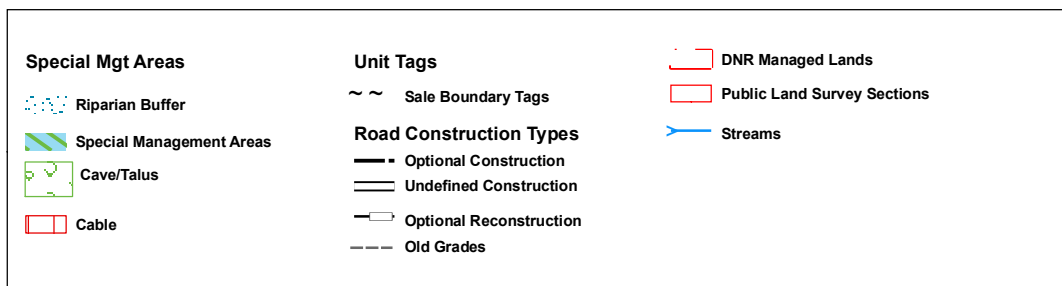 Special Mgt Areas
Riparian Buffer
Special Management Areas
Cave/Talus
Cable
Unit Tags
Sale Boundary Tags
Road Construction Types
Optional Construction
Undefined Construction
Optional Reconstruction
Old Grades
DNR Managed Lands
Public Land Survey Sections
Streams